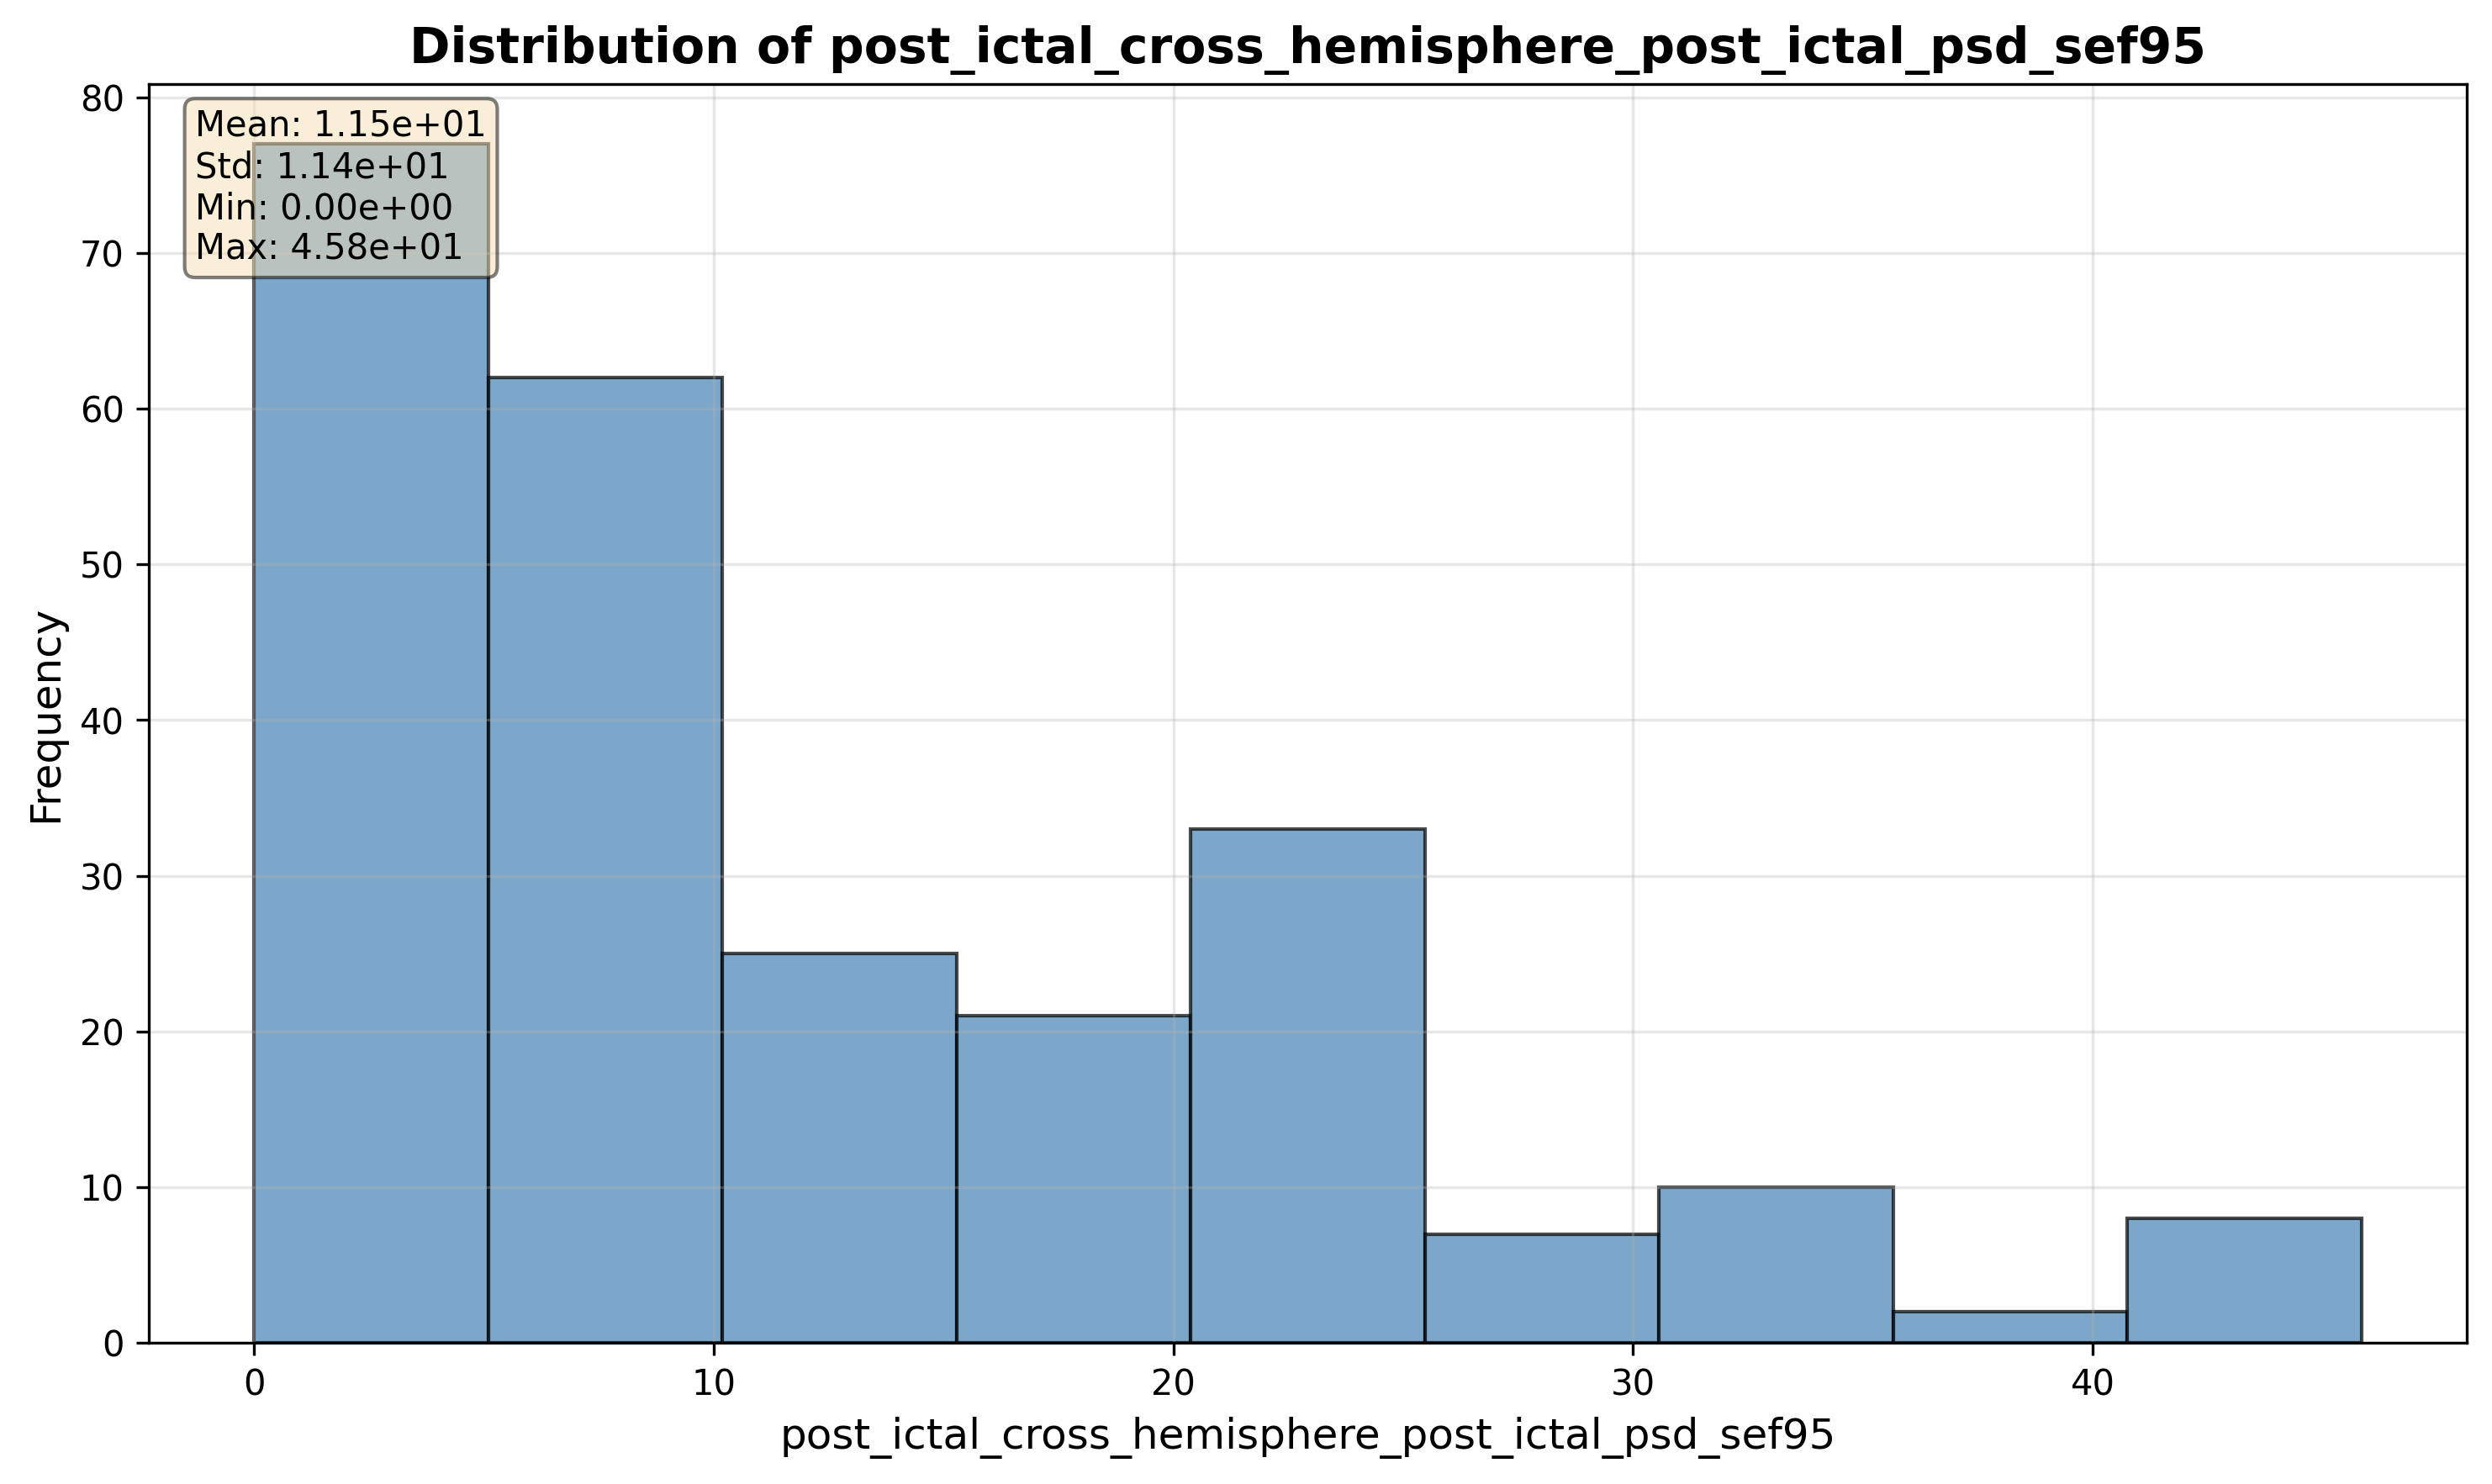 Distribution of post_ictal_cross_hemisphere_post_ictal_psd_sef95
80
70
60
50
40
30
20
10
0
Frequency
Mean: 1.15e+01
Std: 1.14e+01
Min: 0.00e+00
Max: 4.58e+01
0 10 20 30 40
post_ictal_cross_hemisphere_post_ictal_psd_sef95